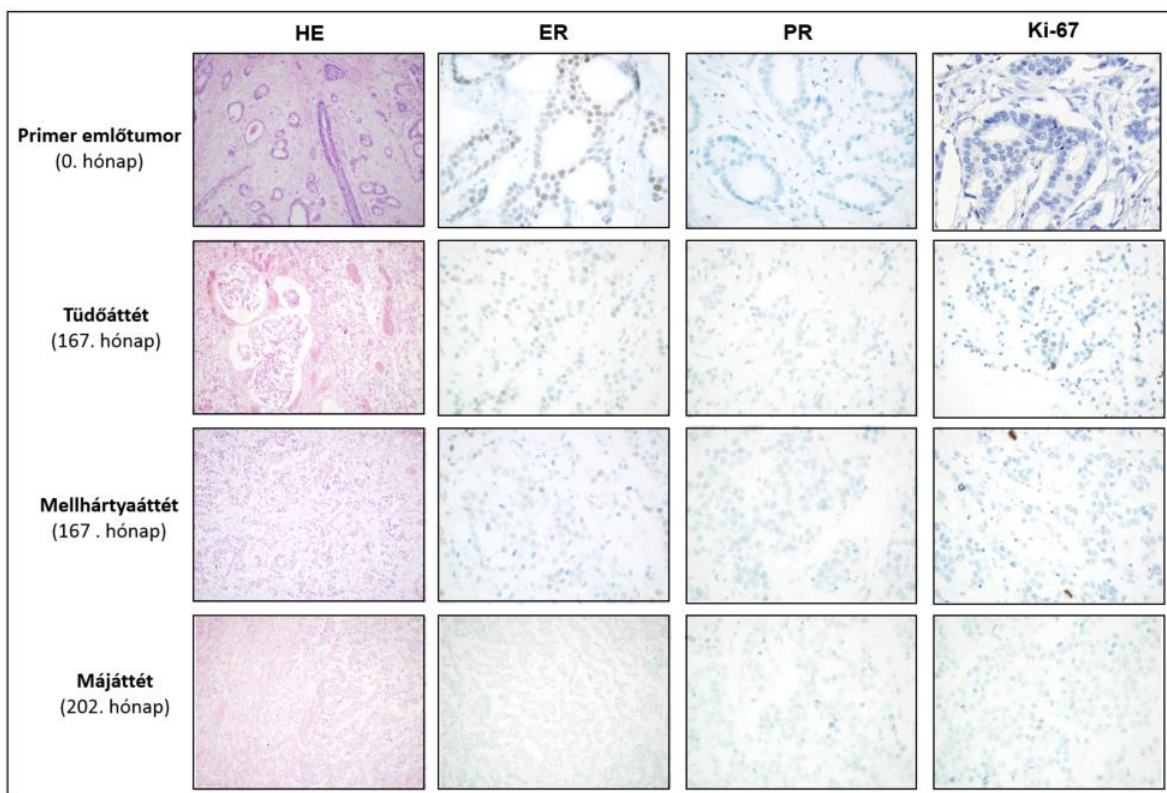 HE
ER
PR
Ki-67
Primer emlőtumor
(0. hónap)
Tüdőáttét
(167. hónap)
Mellhártyaáttét
(167 . hónap)
Májáttét
(202. hónap)